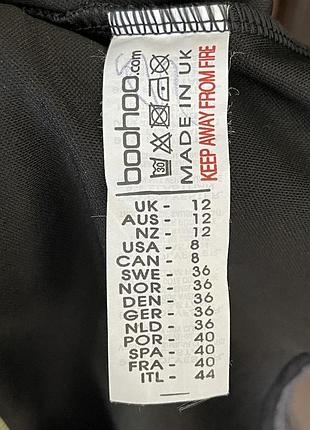 boohoo.com
30
MADE IN UK
KEEP AWAY FROM FIRE
UK - 12
AUS - 12
NZ - 12
USA - 8
CAN - 8
SWE - 36
NOR - 36
DEN - 36
GER - 36
NLD - 36
POR - 40
SPA - 40
FRA - 40
ITL - 44